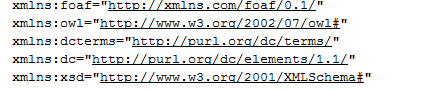 xmlns:foaf="http://xmlns.com/foaf/0.1/"
xmlns:owl="http://www.w3.org/2002/07/owl#"
xmlns:dcterms="http://purl.org/dc/terms/"
xmlns:dc="http://purl.org/dc/elements/1.1/"
xmlns:xsd="http://www.w3.org/2001/XMLSchema#"